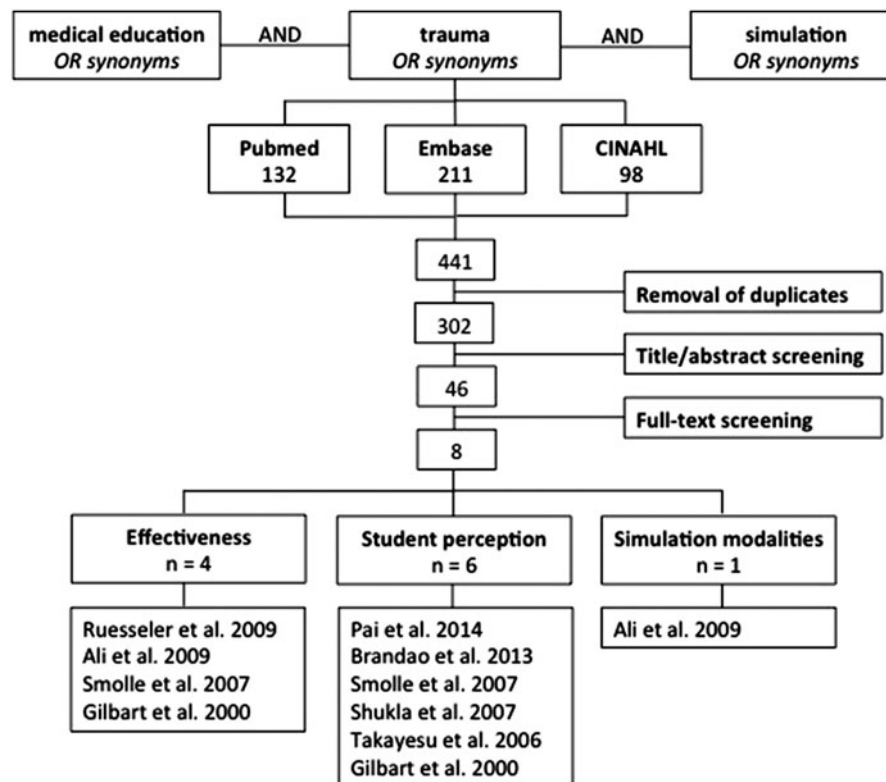 medical education AND trauma AND simulation
OR synonyms OR synonyms OR synonyms
Pubmed Embase CINAHL
132 211 98
441
Removal of duplicates
302
Title/abstract screening
46
Full-text screening
8
Effectiveness
n = 4
Student perception
n = 6
Simulation modalities
n = 1
Ruesseler et al. 2009
Ali et al. 2009
Smolle et al. 2007
Gilbart et al. 2000
Pai et al. 2014
Brandao et al. 2013
Smolle et al. 2007
Shukla et al. 2007
Takayesu et al. 2006
Gilbart et al. 2000
Ali et al. 2009